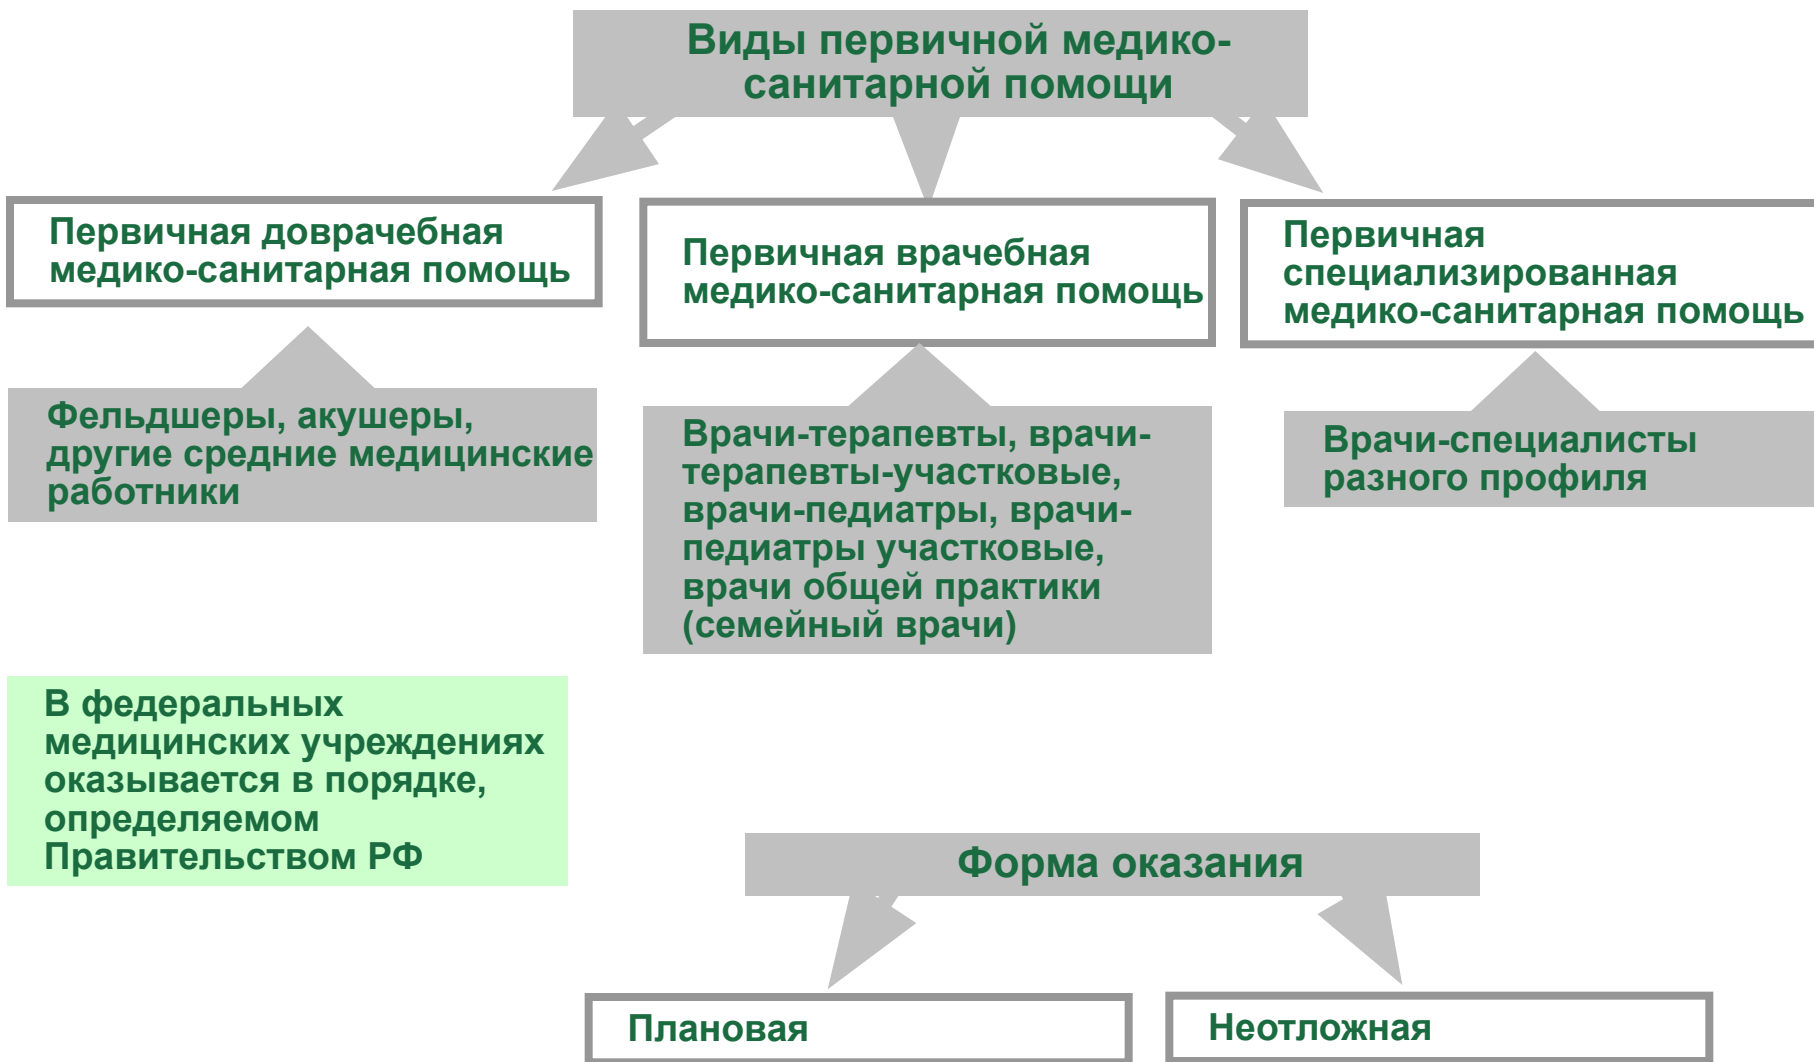 Виды первичной медико-
санитарной помощи
Первичная доврачебная
медико-санитарная помощь
Первичная врачебная
медико-санитарная помощь
Первичная
специализированная
медико-санитарная помощь
Фельдшеры, акушеры,
другие средние медицинские
работники
Врачи-терапевты, врачи-
терапевты-участковые,
врачи-педиатры, врачи-
педиатры участковые,
врачи общей практики
(семейный врачи)
Врачи-специалисты
разного профиля
В федеральных
медицинских учреждениях
оказывается в порядке,
определяемом
Правительством РФ
Форма оказания
Плановая
Неотложная